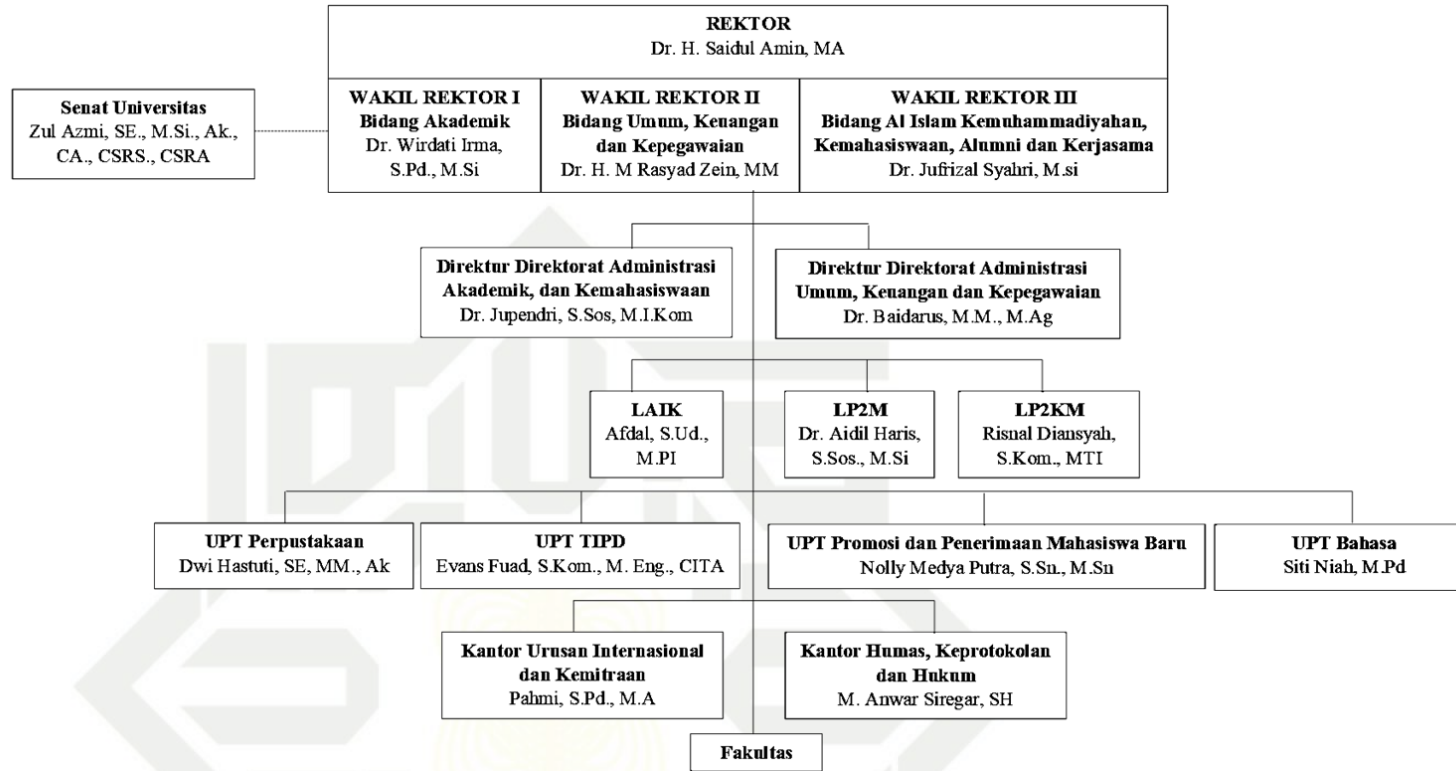 REKTOR
Dr. H. Saidul Amin, MA
Senat Universitas
Zul Azmi, SE., M.Si., Ak.,
CA., CSRS., CSRA
WAKIL REKTOR I
Bidang Akademik
Dr. Wirdati Irma,
S.Pd., M.Si
WAKIL REKTOR II
Bidang Umum, Keuangan
dan Kepegawaian
Dr. H. M Rasyad Zein, MM
WAKIL REKTOR III
Bidang Al Islam Kemuhammadiyahan,
Kemahasiswaan, Alumni dan Kerjasama
Dr. Jufrizal Syahri, M.si
Direktur Direktorat Administrasi
Akademik, dan Kemahasiswaan
Dr. Jupendri, S.Sos, M.I.Kom
Direktur Direktorat Administrasi
Umum, Keuangan dan Kepegawaian
Dr. Baidarus, M.M., M.Ag
LAIK
Afdal, S.Ud.,
M.PI
LP2M
Dr. Aidil Haris,
S.Sos., M.Si
LP2KM
Risnal Diansyah,
S.Kom., MTI
UPT Perpustakaan
Dwi Hastuti, SE, MM., Ak
UPT TIPD
Evans Fuad, S.Kom., M. Eng., CITA
UPT Promosi dan Penerimaan Mahasiswa Baru
Nolly Medya Putra, S.Sn., M.Sn
UPT Bahasa
Siti Niah, M.Pd
Kantor Urusan Internasional
dan Kemitraan
Pahmi, S.Pd., M.A
Kantor Humas, Keprotokolan
dan Hukum
M. Anwar Siregar, SH
Fakultas